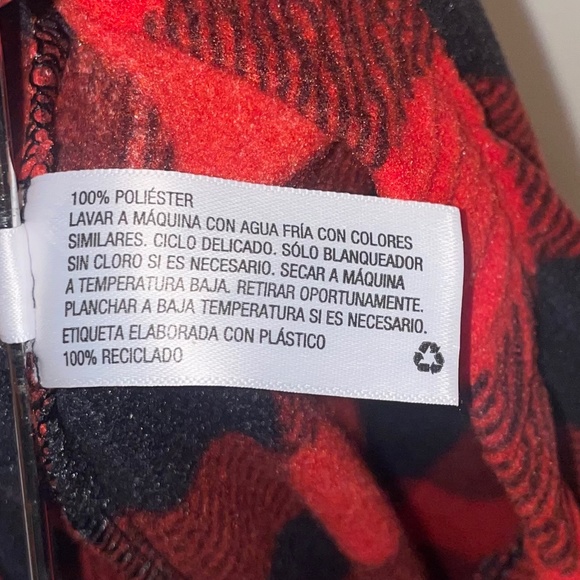 100% POLIÉSTER
LAVAR A MÁQUINA CON AGUA FRÍA CON COLORES
SIMILARES. CICLO DELICADO. SÓLO BLANQUEADOR
SIN CLORO SI ES NECESARIO. SECAR A MÁQUINA
A TEMPERATURA BAJA. RETIRAR OPORTUNAMENTE.
PLANCHAR A BAJA TEMPERATURA SI ES NECESARIO.
ETIQUETA ELABORADA CON PLÁSTICO
100% RECICLADO